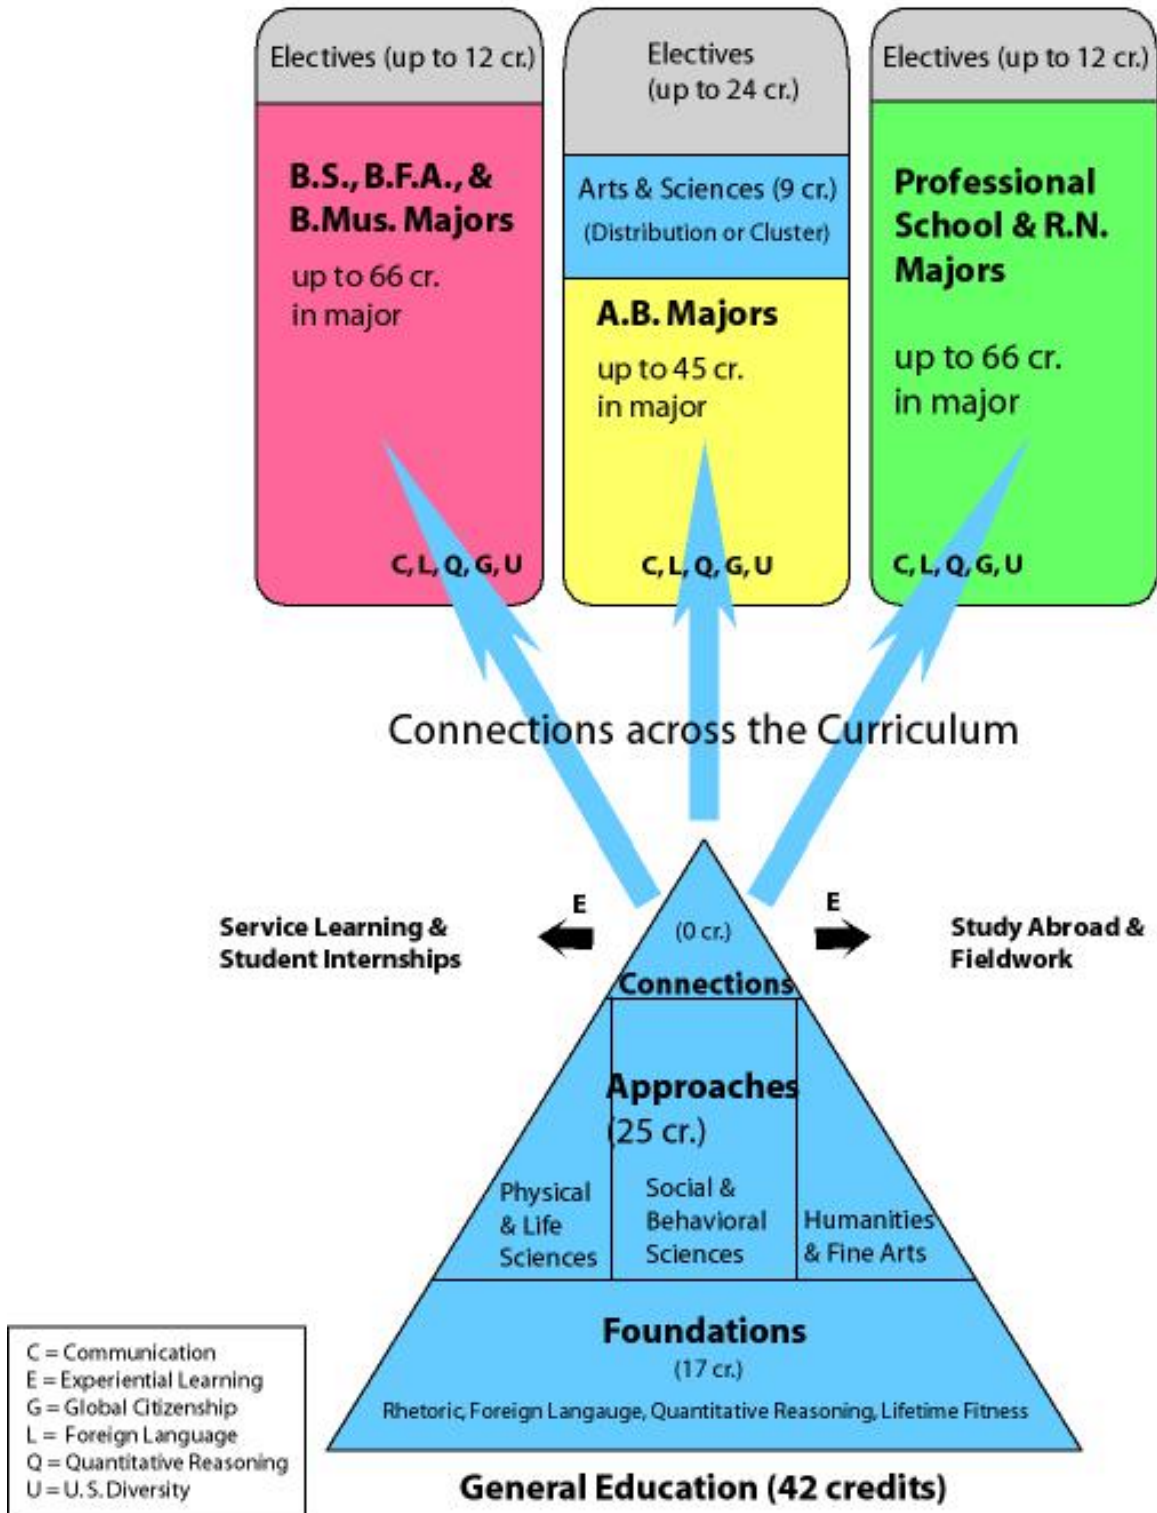 Electives (up to 12 cr.)
B.S., B.F.A., &
B.Mus. Majors
up to 66 cr.
in major
C, L, Q, G, U
Electives
(up to 24 cr.)
Arts & Sciences (9 cr.)
(Distribution or Cluster)
A.B. Majors
up to 45 cr.
in major
C, L, Q, G, U
Electives (up to 12 cr.)
Professional
School & R.N.
Majors
up to 66 cr.
in major
C, L, Q, G, U
Connections across the Curriculum
E
Service Learning &
Student Internships
E
Study Abroad &
Fieldwork
(0 cr.)
Connections
Approaches
(25 cr.)
Physical
& Life
Sciences
Social &
Behavioral
Sciences
Humanities
& Fine Arts
Foundations
(17 cr.)
Rhetoric, Foreign Langauge, Quantitative Reasoning, Lifetime Fitness
General Education (42 credits)
C = Communication
E = Experiential Learning
G = Global Citizenship
L = Foreign Language
Q = Quantitative Reasoning
U = U. S. Diversity